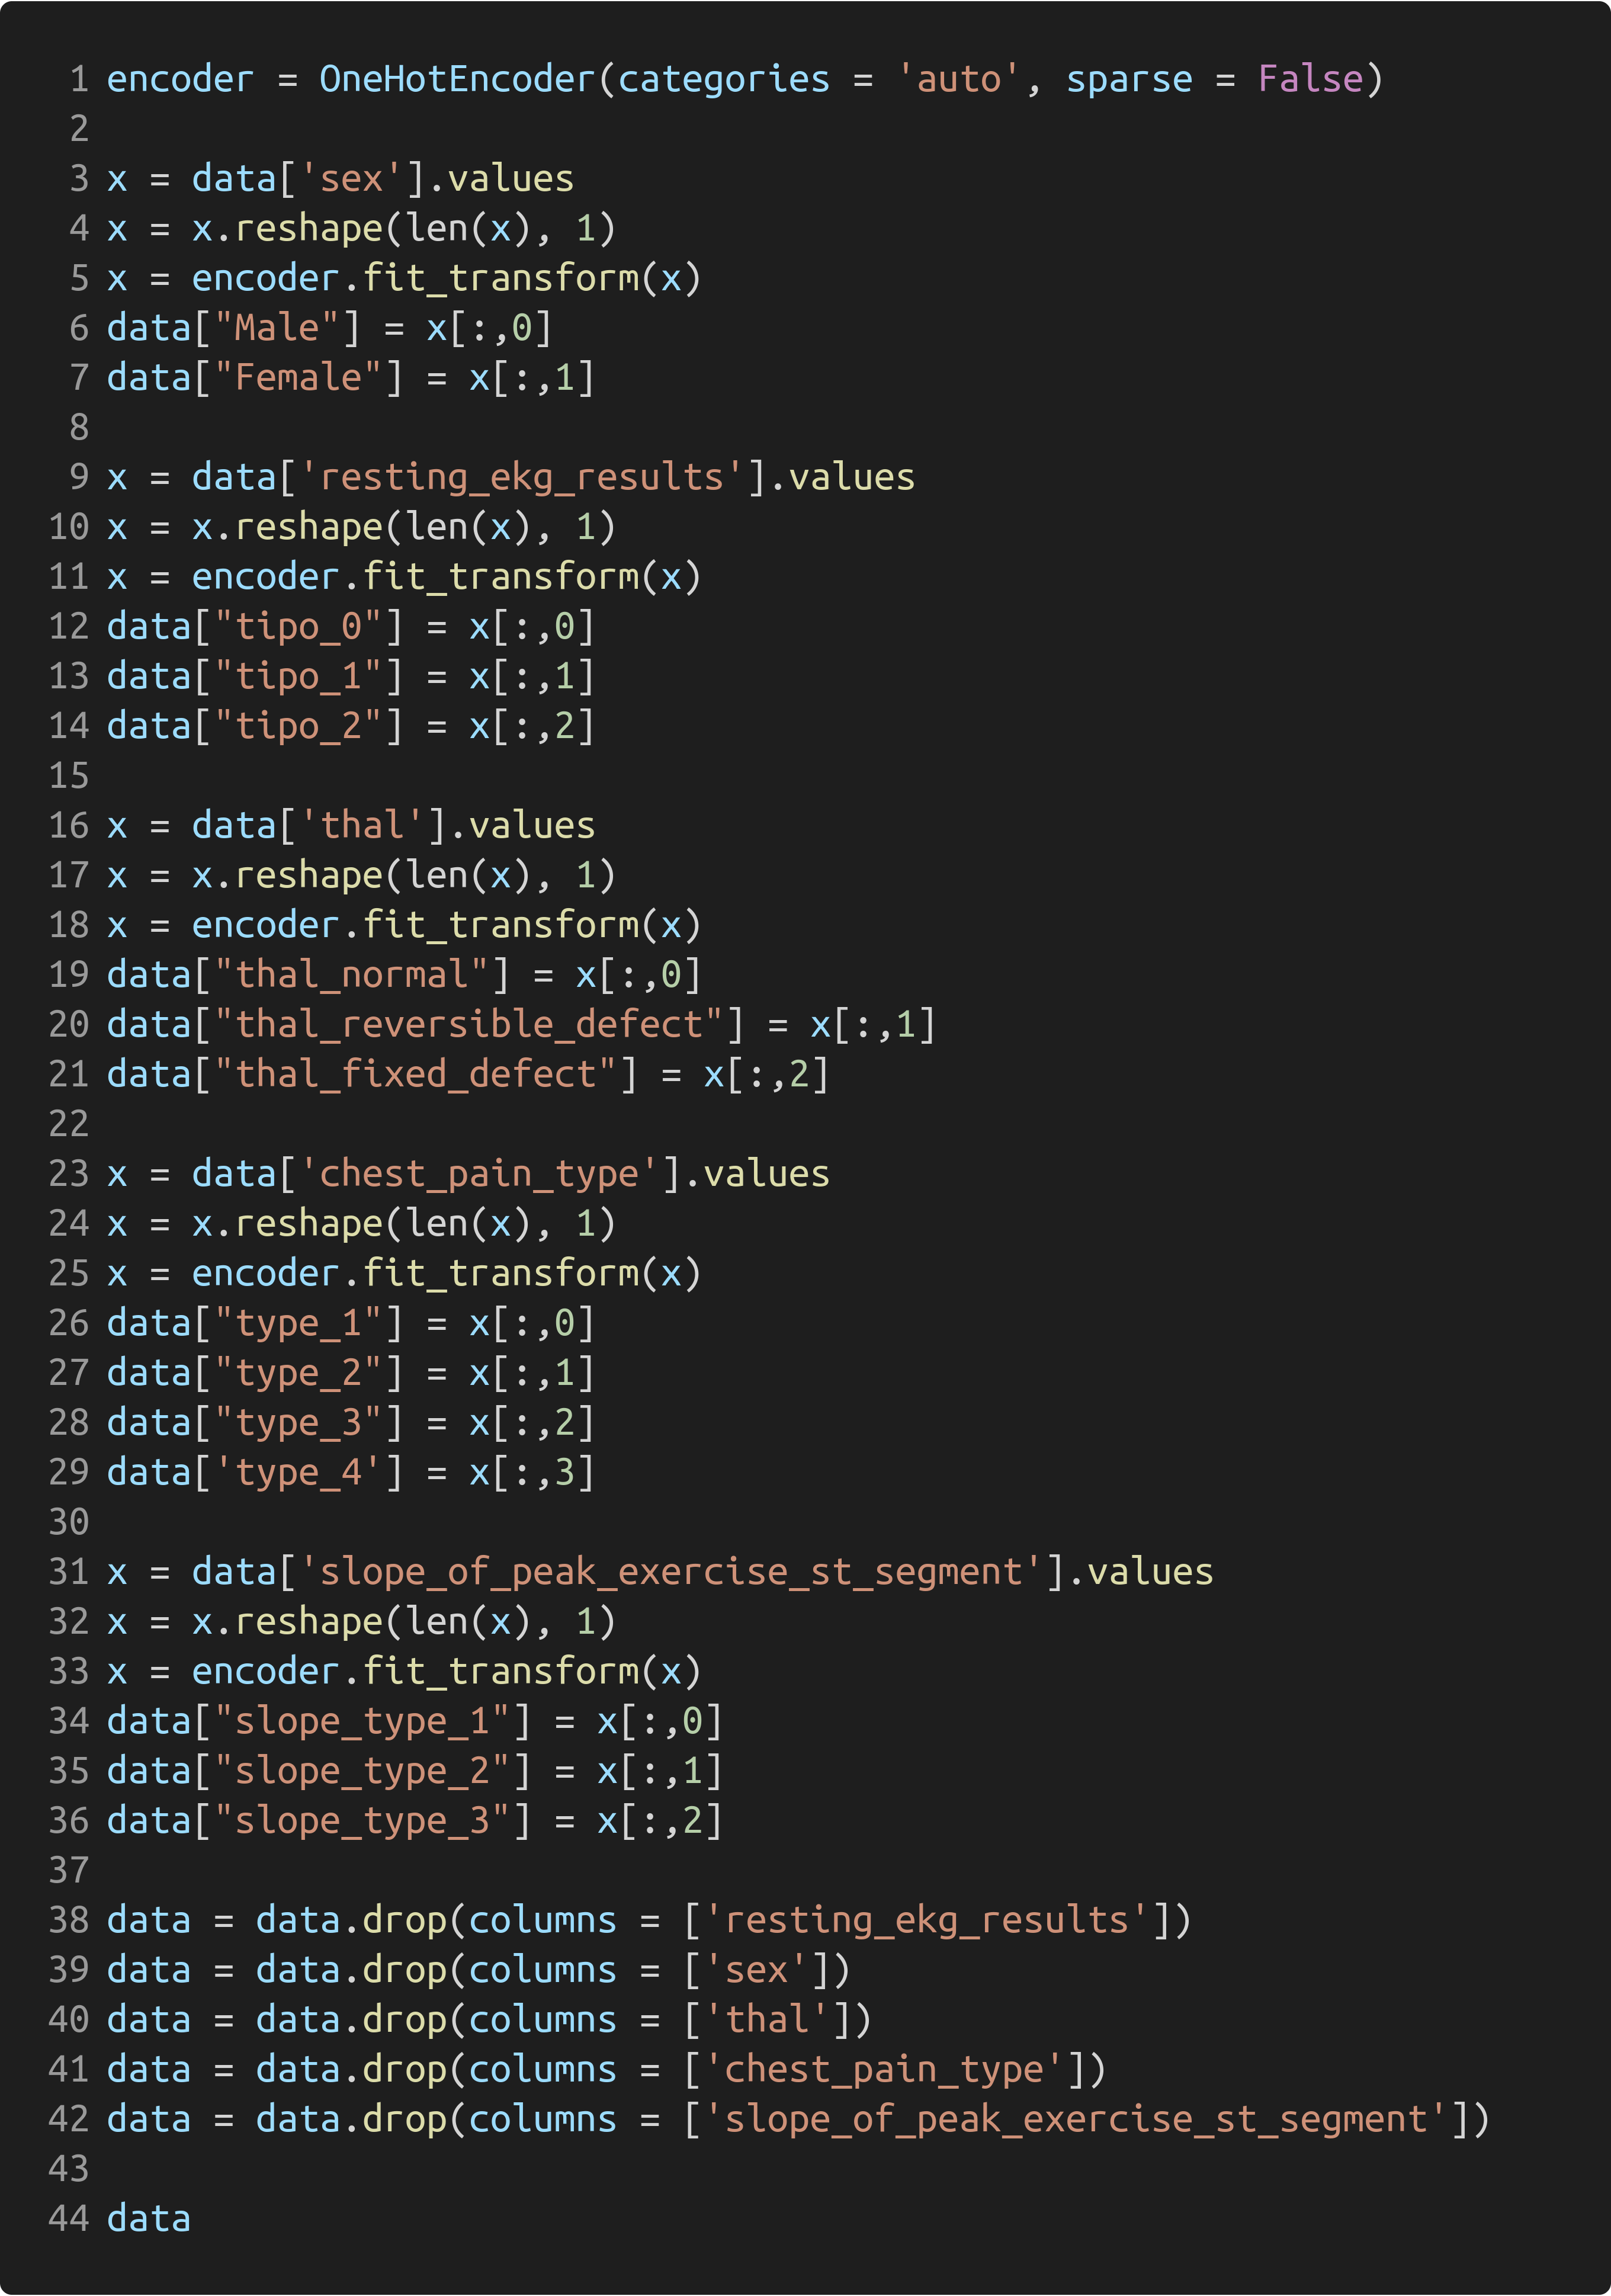 1 encoder = OneHotEncoder(categories = 'auto', sparse = False)
2
3 x = data['sex'].values
4 x = x.reshape(len(x), 1)
5 x = encoder.fit_transform(x)
6 data["Male"] = x[:,0]
7 data["Female"] = x[:,1]
8
9 x = data['resting_ekg_results'].values
10 x = x.reshape(len(x), 1)
11 x = encoder.fit_transform(x)
12 data["tipo_0"] = x[:,0]
13 data["tipo_1"] = x[:,1]
14 data["tipo_2"] = x[:,2]
15
16 x = data['thal'].values
17 x = x.reshape(len(x), 1)
18 x = encoder.fit_transform(x)
19 data["thal_normal"] = x[:,0]
20 data["thal_reversible_defect"] = x[:,1]
21 data["thal_fixed_defect"] = x[:,2]
22
23 x = data['chest_pain_type'].values
24 x = x.reshape(len(x), 1)
25 x = encoder.fit_transform(x)
26 data["type_1"] = x[:,0]
27 data["type_2"] = x[:,1]
28 data["type_3"] = x[:,2]
29 data['type_4'] = x[:,3]
30
31 x = data['slope_of_peak_exercise_st_segment'].values
32 x = x.reshape(len(x), 1)
33 x = encoder.fit_transform(x)
34 data["slope_type_1"] = x[:,0]
35 data["slope_type_2"] = x[:,1]
36 data["slope_type_3"] = x[:,2]
37
38 data = data.drop(columns = ['resting_ekg_results'])
39 data = data.drop(columns = ['sex'])
40 data = data.drop(columns = ['thal'])
41 data = data.drop(columns = ['chest_pain_type'])
42 data = data.drop(columns = ['slope_of_peak_exercise_st_segment'])
43
44 data